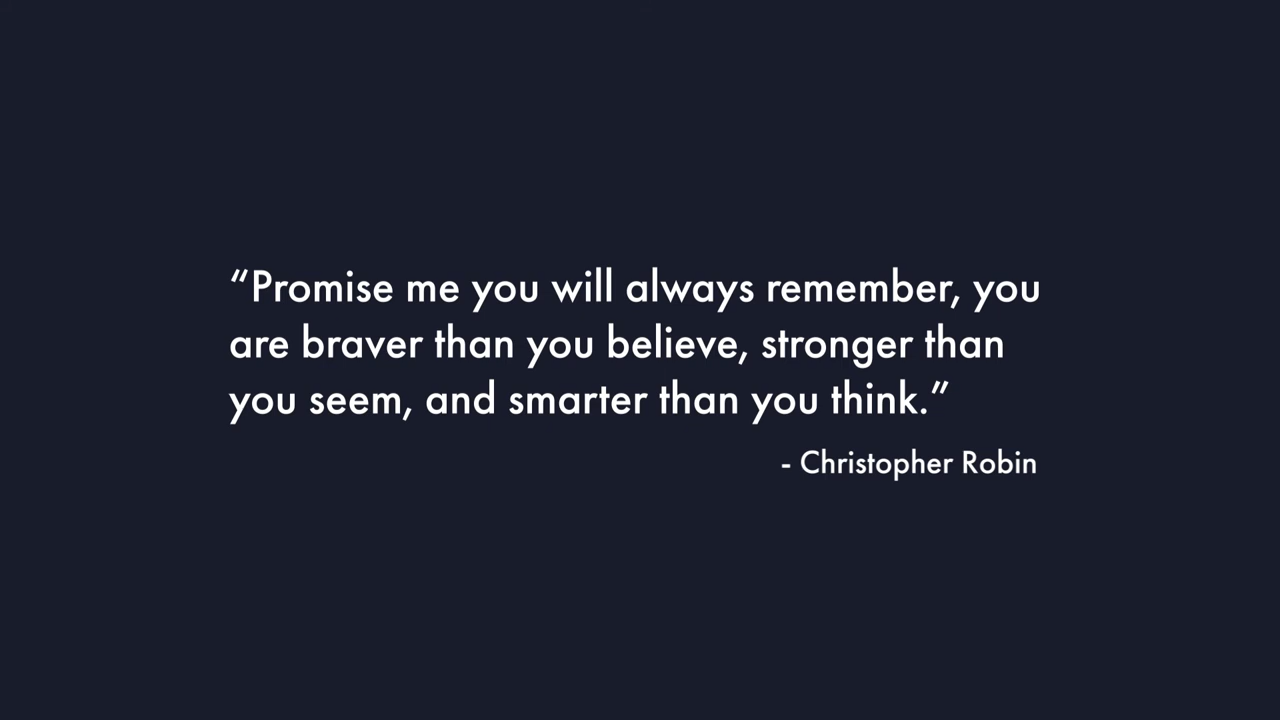 “Promise me you will always remember, you
are braver than you believe, stronger than
you seem, and smarter than you think.”
- Christopher Robin